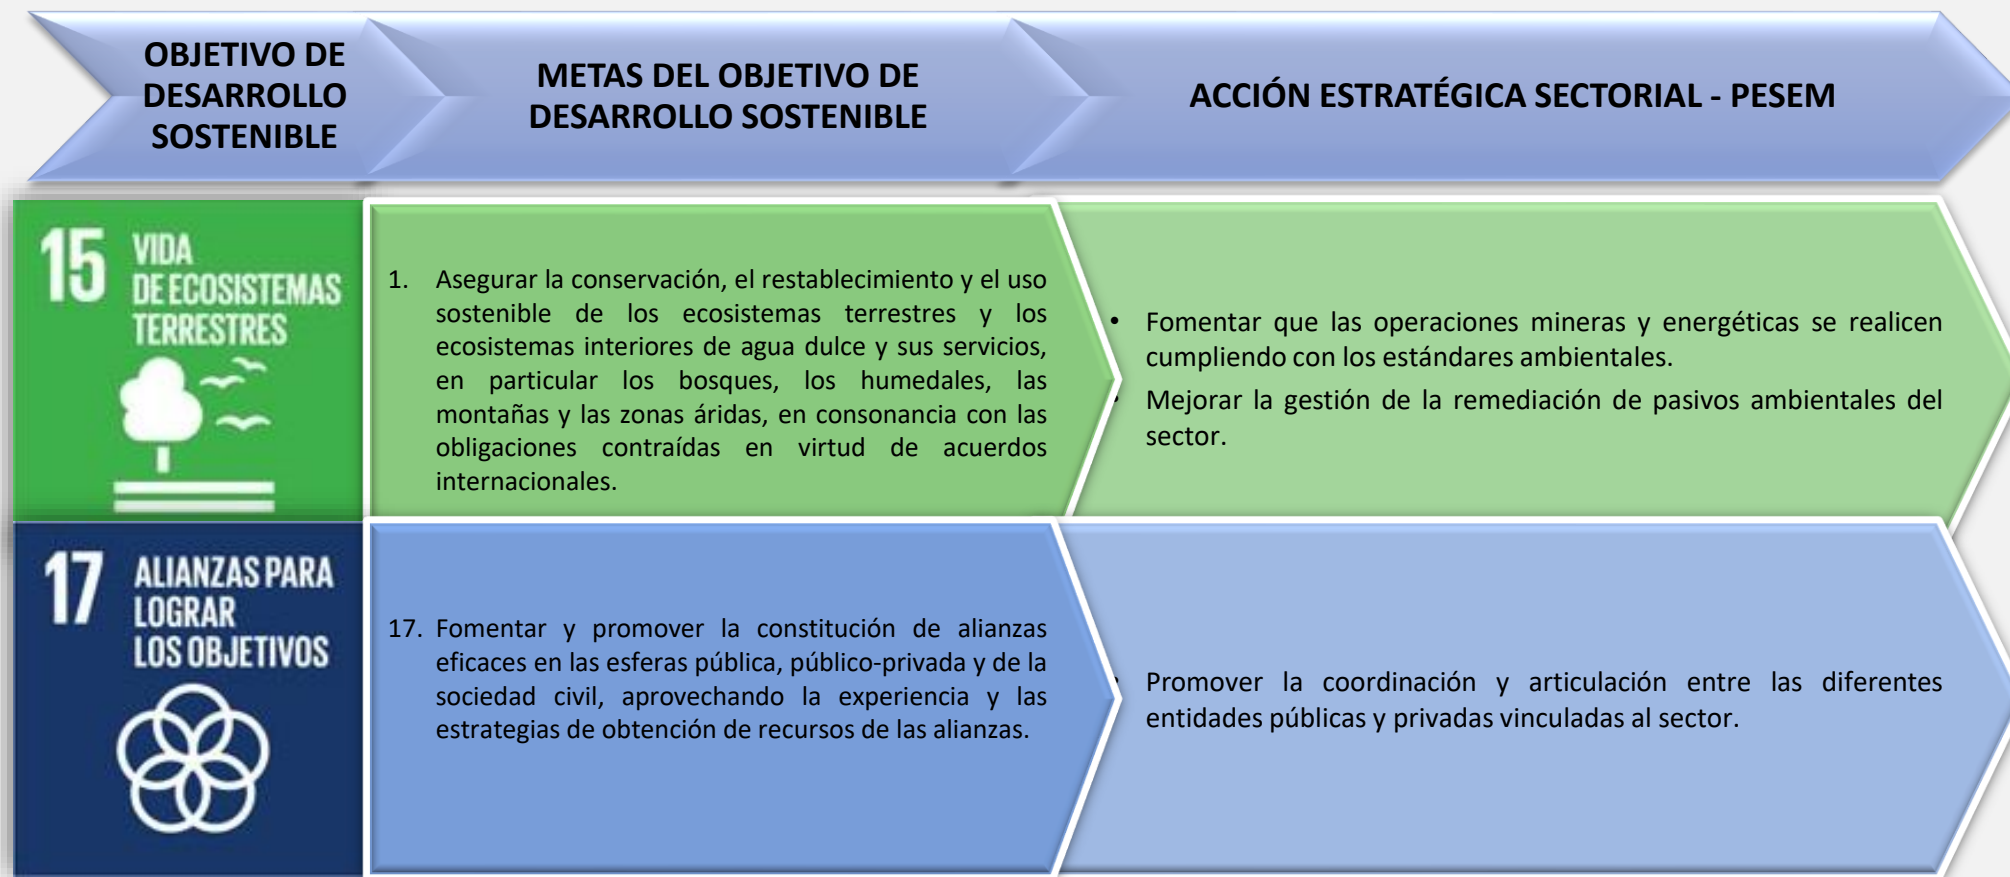 OBJETIVO DE
DESARROLLO
SOSTENIBLE
METAS DEL OBJETIVO DE
DESARROLLO SOSTENIBLE
ACCIÓN ESTRATÉGICA SECTORIAL - PESEM
15 VIDA
DE ECOSISTEMAS
TERRESTRES
1. Asegurar la conservación, el restablecimiento y el uso
sostenible de los ecosistemas terrestres y los
ecosistemas interiores de agua dulce y sus servicios,
en particular los bosques, los humedales, las
montañas y las zonas áridas, en consonancia con las
obligaciones contraídas en virtud de acuerdos
internacionales.
• Fomentar que las operaciones mineras y energéticas se realicen
cumpliendo con los estándares ambientales.
• Mejorar la gestión de la remediación de pasivos ambientales del
sector.
17 ALIANZAS PARA
LOGRAR
LOS OBJETIVOS
17. Fomentar y promover la constitución de alianzas
eficaces en las esferas pública, público-privada y de la
sociedad civil, aprovechando la experiencia y las
estrategias de obtención de recursos de las alianzas.
• Promover la coordinación y articulación entre las diferentes
entidades públicas y privadas vinculadas al sector.